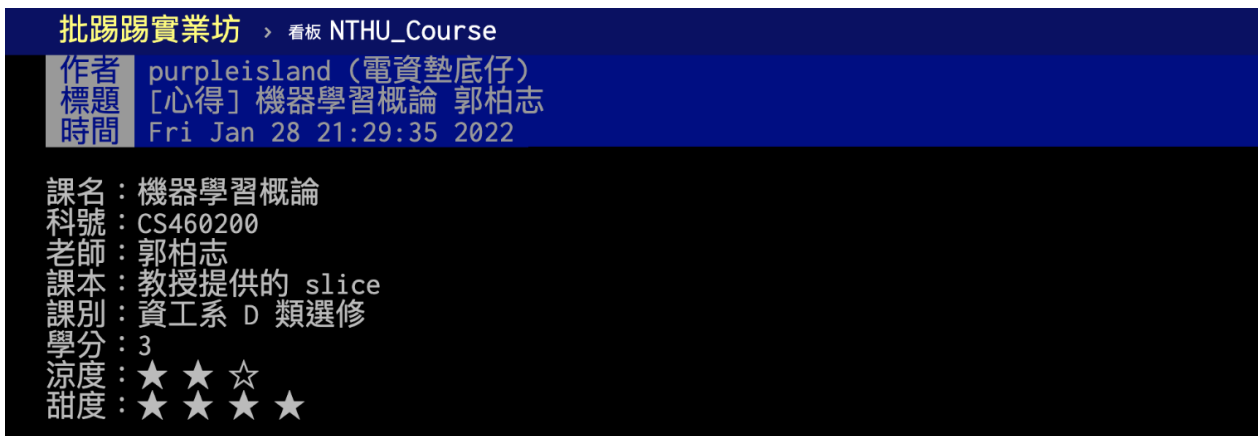 批踢踢實業坊 › 看板 NTHU_Course
作者 purpleisland (電資墊底仔)
標題 [心得] 機器學習概論 郭柏志
時間 Fri Jan 28 21:29:35 2022
課名：機器學習概論
科號：CS460200
老師：郭柏志
課本：教授提供的 slice
課別：資工系 D 類選修
學分：3
涼度：★ ★ ☆
甜度：★ ★ ★ ★